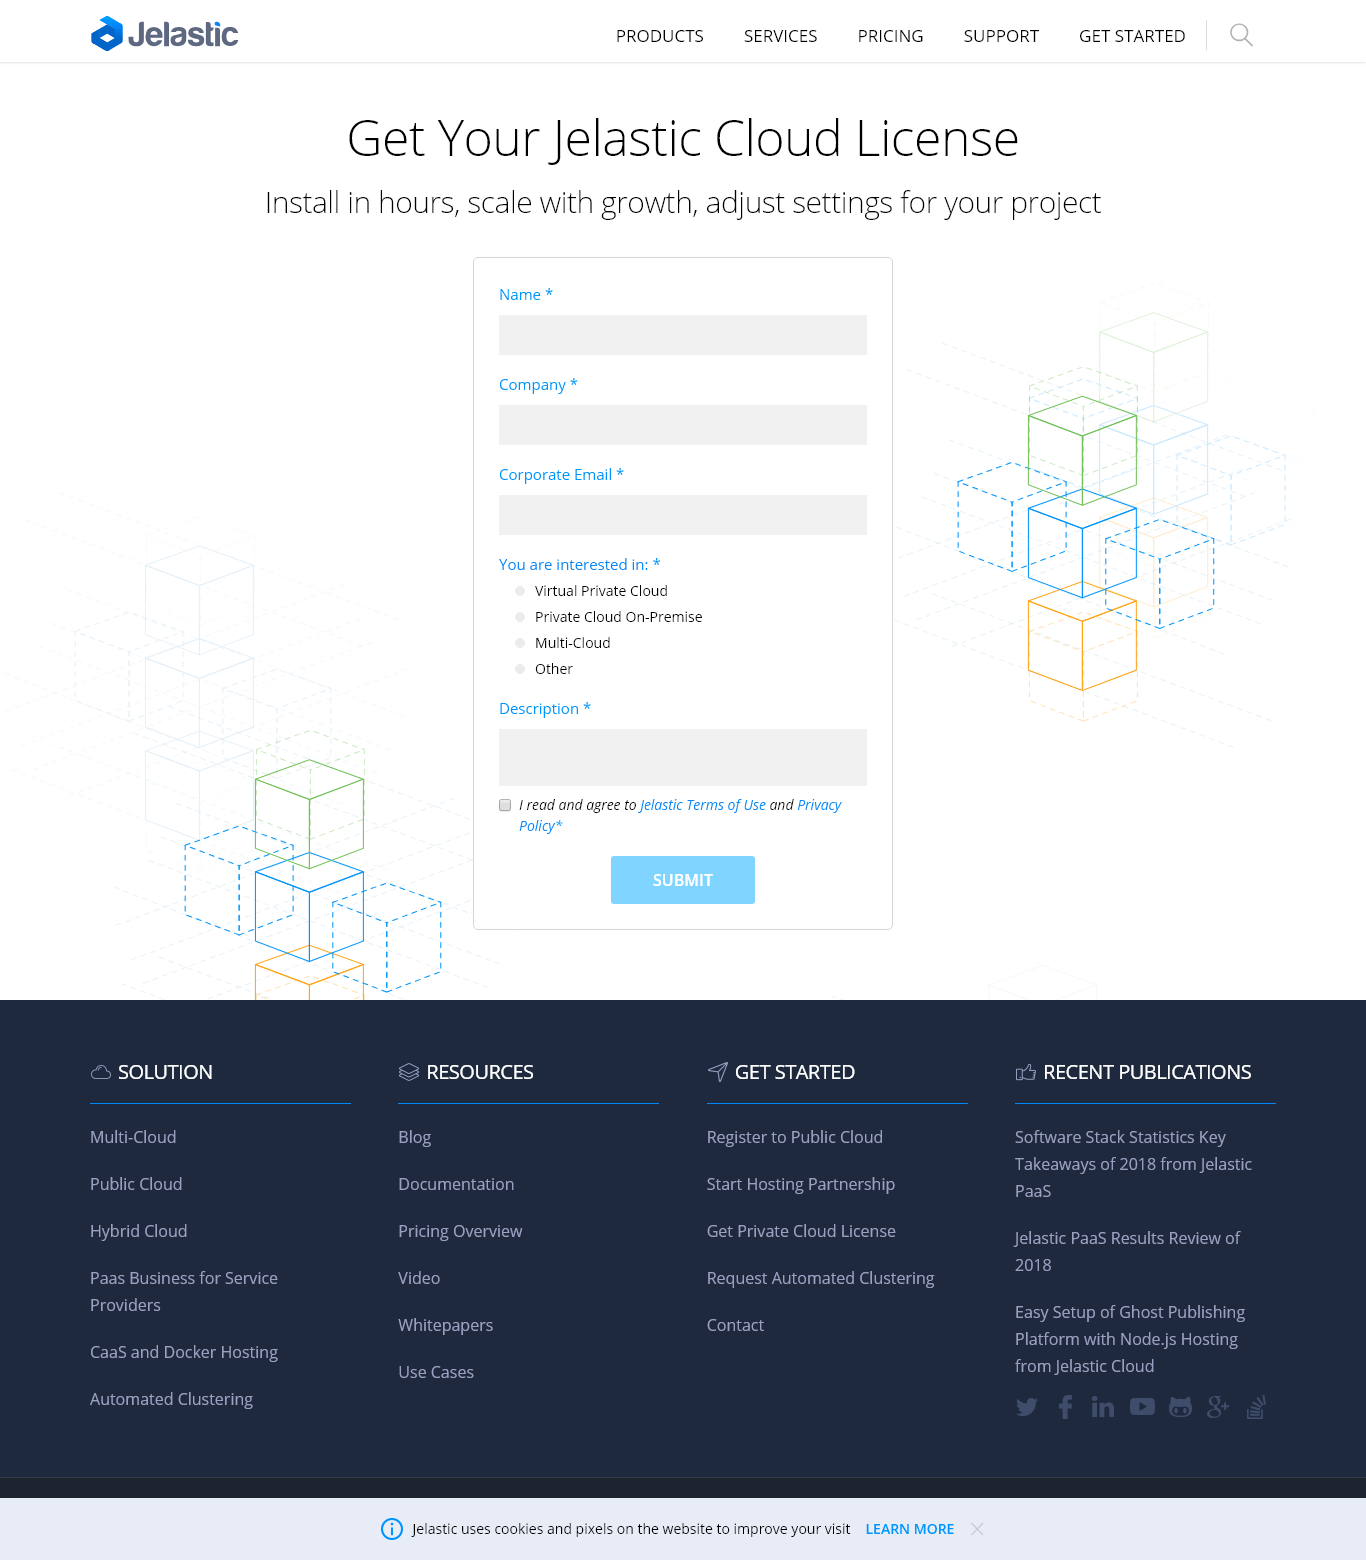 Jelastic
PRODUCTS SERVICES PRICING SUPPORT GET STARTED
Get Your Jelastic Cloud License
Install in hours, scale with growth, adjust settings for your project
Name *
Company *
Corporate Email *
You are interested in: *
Virtual Private Cloud
Private Cloud On-Premise
Multi-Cloud
Other
Description *
I read and agree to Jelastic Terms of Use and Privacy
Policy*
SUBMIT
SOLUTION
Multi-Cloud
Public Cloud
Hybrid Cloud
Paas Business for Service
Providers
CaaS and Docker Hosting
Automated Clustering
RESOURCES
Blog
Documentation
Pricing Overview
Video
Whitepapers
Use Cases
GET STARTED
Register to Public Cloud
Start Hosting Partnership
Get Private Cloud License
Request Automated Clustering
Contact
RECENT PUBLICATIONS
Software Stack Statistics Key
Takeaways of 2018 from Jelastic
PaaS
Jelastic PaaS Results Review of
2018
Easy Setup of Ghost Publishing
Platform with Node.js Hosting
from Jelastic Cloud
Jelastic uses cookies and pixels on the website to improve your visit LEARN MORE